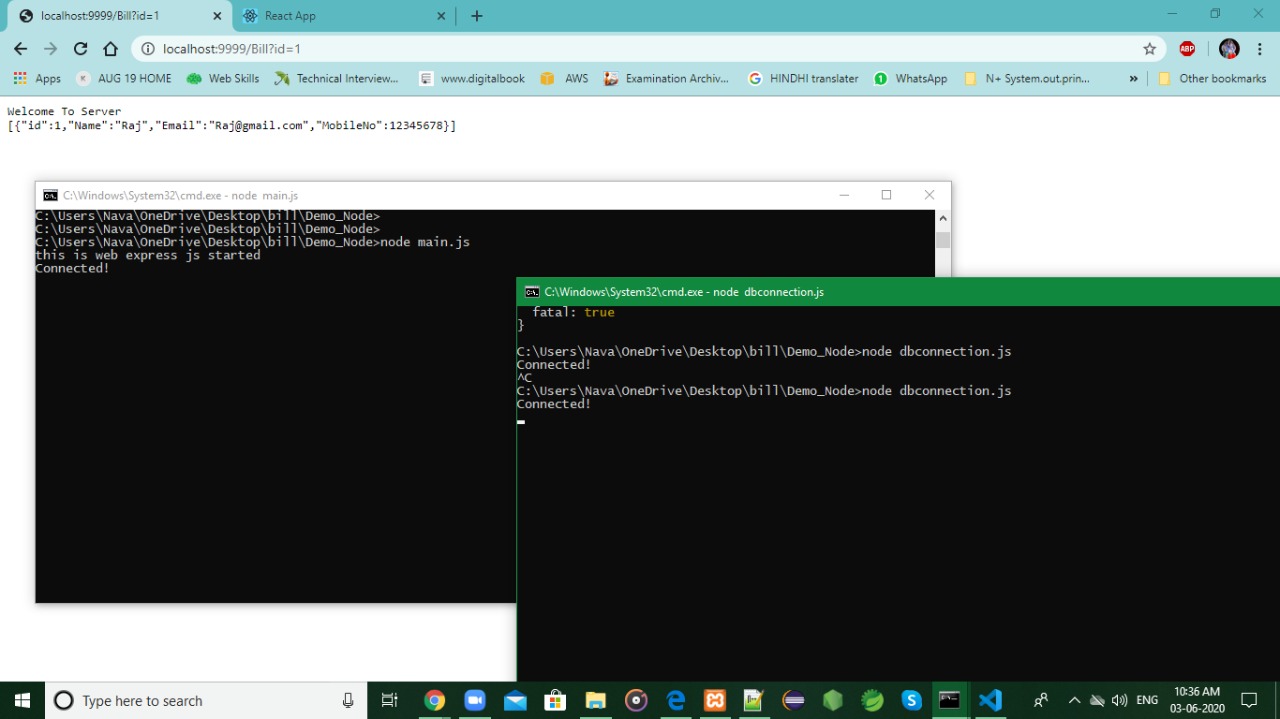 localhost:9999/Bill?id=1
React App
localhost:9999/Bill?id=1
ABP
Apps AUG 19 HOME Web Skills Technical Interview... www.digitalbook AWS Examination Archiv... HINDHI translater WhatsApp N+ System.out.prin... » Other bookmarks
Welcome To Server
[{"id":1,"Name":"Raj","Email":"Raj@gmail.com","MobileNo":12345678}]
C:\Windows\System32\cmd.exe - node main.js
C:\Users\Nava\OneDrive\Desktop\bill\Demo_Node>
C:\Users\Nava\OneDrive\Desktop\bill\Demo_Node>
C:\Users\Nava\OneDrive\Desktop\bill\Demo_Node>node main.js
this is web express js started
Connected!
C:\Windows\System32\cmd.exe - node dbconnection.js
fatal: true
}
C:\Users\Nava\OneDrive\Desktop\bill\Demo_Node>node dbconnection.js
Connected!
^C
C:\Users\Nava\OneDrive\Desktop\bill\Demo_Node>node dbconnection.js
Connected!
Type here to search
ENG
10:36 AM
03-06-2020